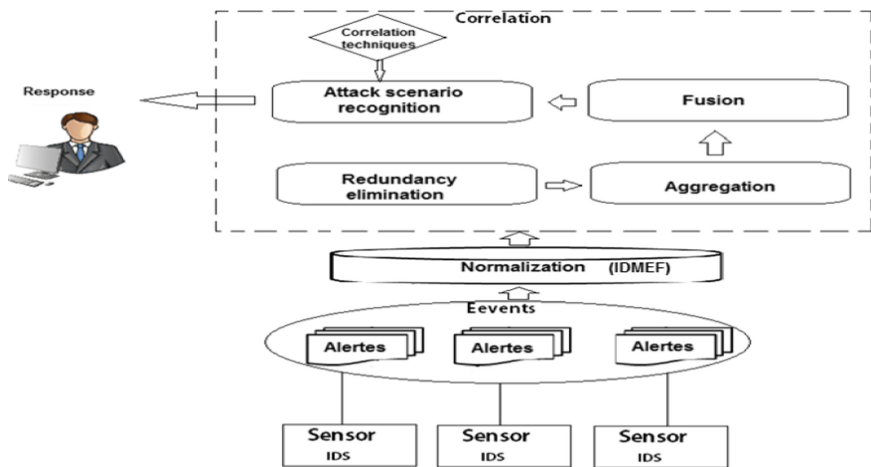 Correlation
Correlation
techniques
Response
Attack scenario
recognition
Fusion
Redundancy
elimination
Aggregation
Normalization (IDMEF)
Eevents
Alertes
Alertes
Alertes
Sensor
IDS
Sensor
IDS
Sensor
IDS